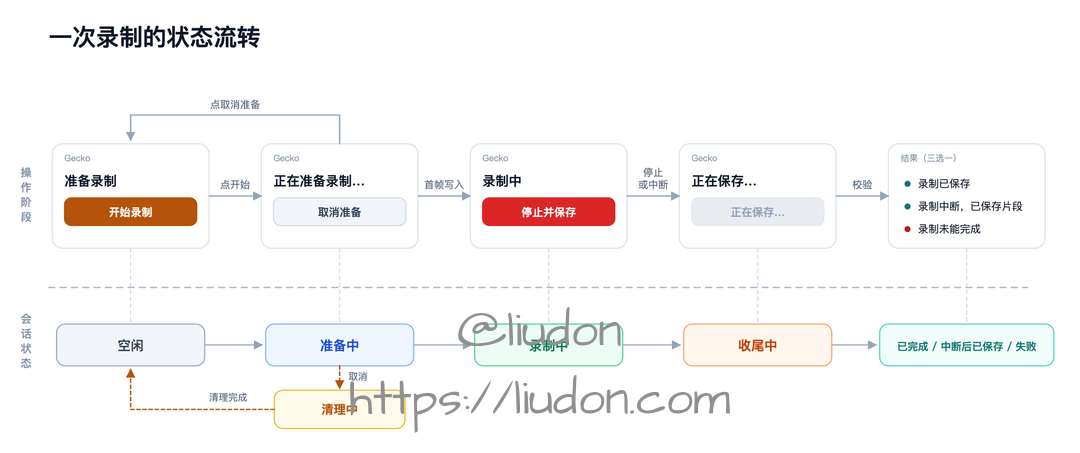 一次录制的状态流转
点取消准备
操作阶段
Gecko
准备录制
开始录制
点开始
Gecko
正在准备录制...
取消准备
首帧写入
Gecko
录制中
停止并保存
停止
或中断
Gecko
正在保存...
正在保存...
校验
结果（三选一）
录制已保存
录制中断，已保存片段
录制未能完成
会话状态
空闲
准备中
录制中
收尾中
已完成 / 中断后已保存 / 失败
取消
清理完成
清理中
@liudon
https://liudon.com